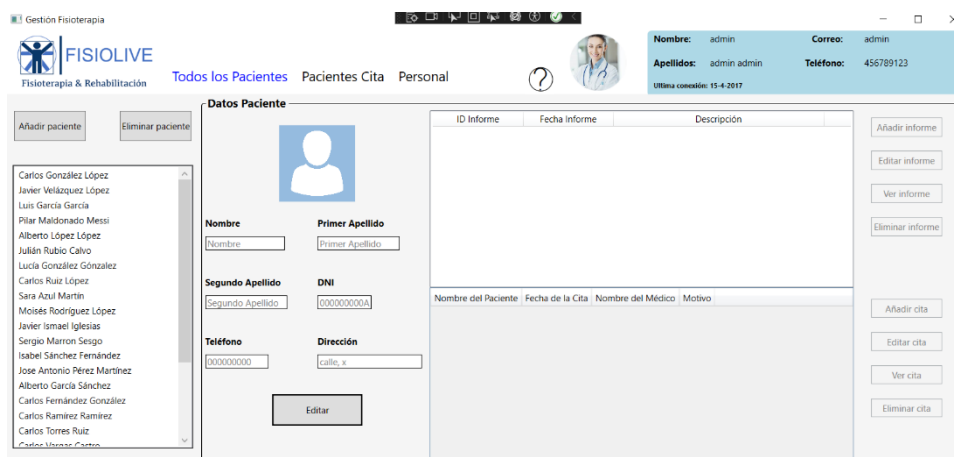 Gestión Fisioterapia
FISIOLIVE
Fisioterapia & Rehabilitación
Todos los Pacientes Pacientes Cita Personal
?
Nombre: admin Correo: admin
Apellidos: admin admin Teléfono: 456789123
Ultima conexión: 15-4-2017
Añadir paciente Eliminar paciente
Carlos González López
Javier Velázquez López
Luis García García
Pilar Maldonado Messi
Alberto López López
Julián Rubio Calvo
Lucía González Gónzalez
Carlos Ruiz López
Sara Azul Martín
Moisés Rodríguez López
Javier Ismael Iglesias
Sergio Marron Sesgo
Isabel Sánchez Fernández
Jose Antonio Pérez Martínez
Alberto García Sánchez
Carlos Fernández González
Carlos Ramírez Ramírez
Carlos Torres Ruiz
Carlos Vargas Castro
Datos Paciente
Nombre Primer Apellido
Nombre Primer Apellido
Segundo Apellido DNI
Segundo Apellido 000000000A
Teléfono Dirección
000000000 calle, x
Editar
ID Informe Fecha Informe Descripción
Nombre del Paciente Fecha de la Cita Nombre del Médico Motivo
Añadir informe
Editar informe
Ver informe
Eliminar informe
Añadir cita
Editar cita
Ver cita
Eliminar cita